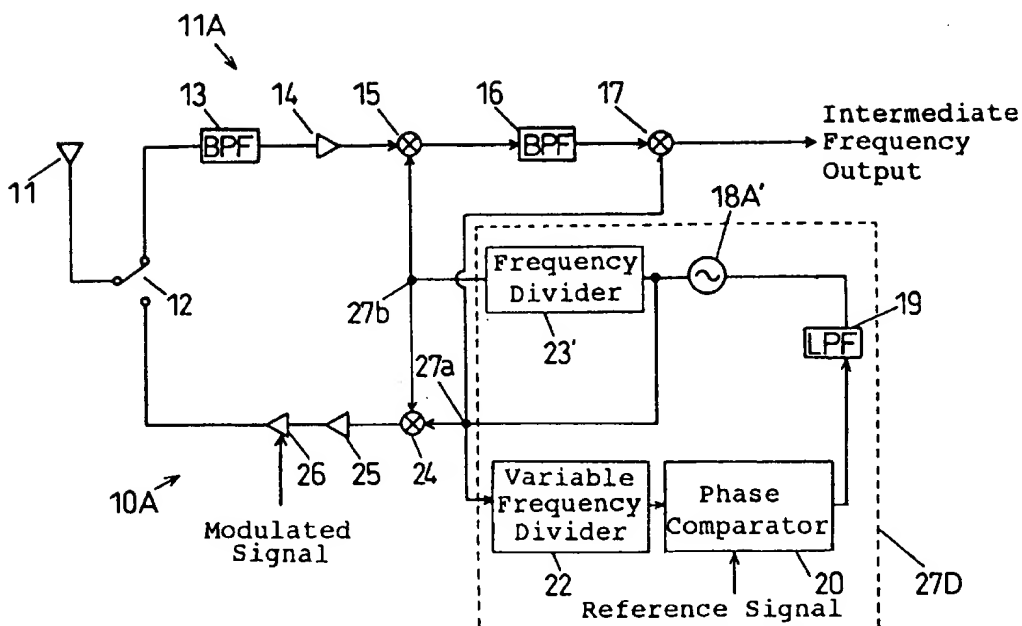 11A
13
14
15
16
17
BPF
BPF
Intermediate
Frequency
Output
11
12
18A'
Frequency
Divider
27b
23'
19
LPF
27a
26
25
24
10A
Modulated
Signal
Variable
Frequency
Divider
22
Phase
Comparator
20
27D
Reference Signal